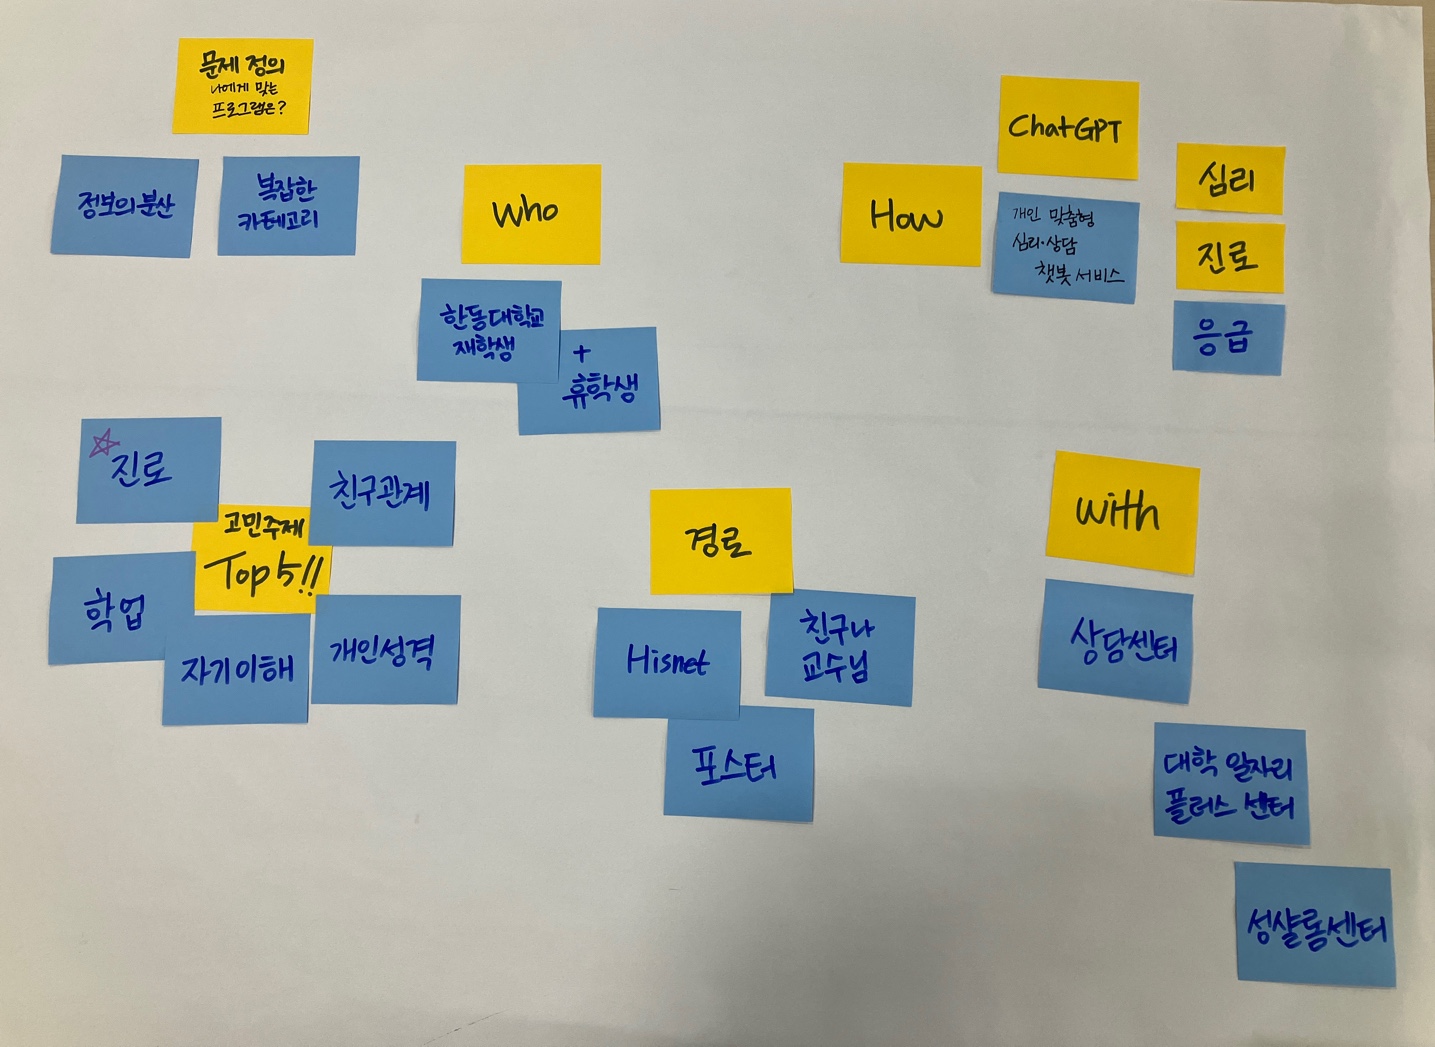 문제 정의
나에게 맞는
프로그램은?
정보의 분산
복잡한
카테고리
Who
한동대학교
재학생
+
휴학생
How
ChatGPT
개인 맞춤형
심리·상담
챗봇 서비스
심리
진로
응급
진로
친구관계
고민주제
Top 5!!
학업
자기이해
개인성격
경로
Hisnet
친구나
교수님
포스터
With
상담센터
대학 일자리
플러스 센터
성샬롬센터